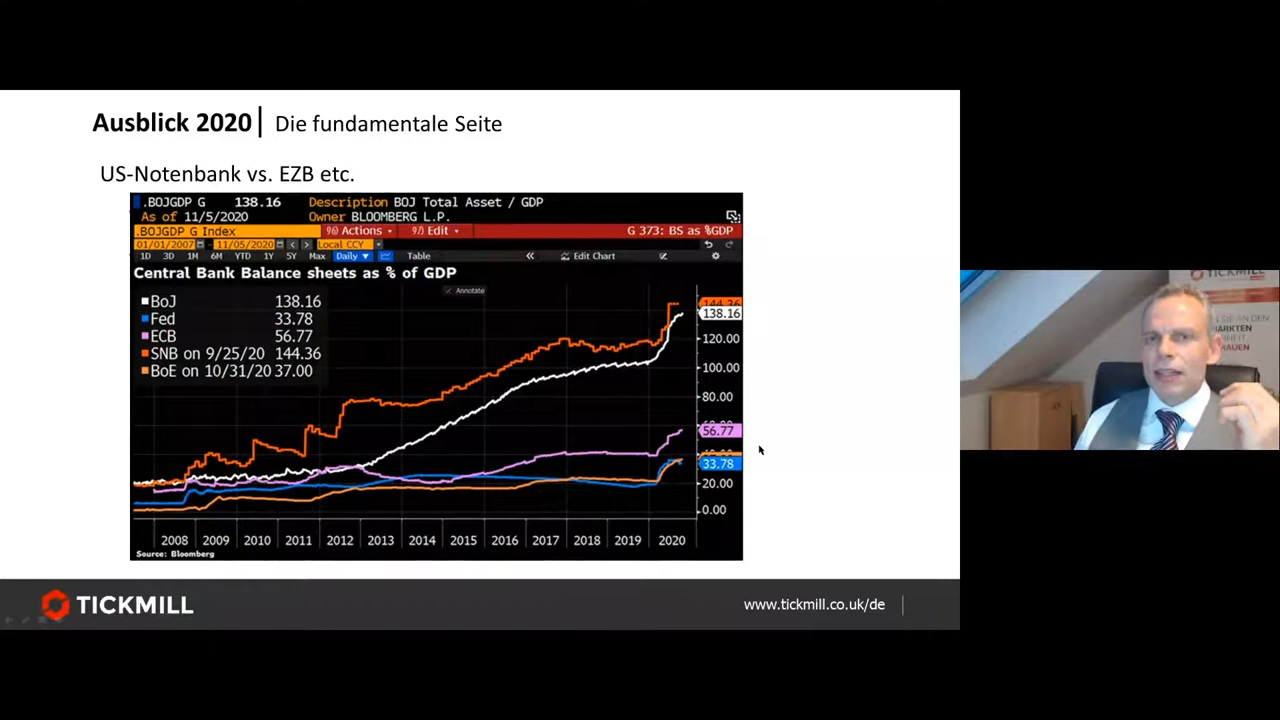 Ausblick 2020 | Die fundamentale Seite
US-Notenbank vs. EZB etc.
.BOJGDP G 138.16 Description BOJ Total Asset / GDP
As of 11/5/2020 Owner BLOOMBERG L.P.
.BOJGDP G Index Actions Edit G 373: BS as %GDP
01/01/2007 - 11/05/2020 Local CCY
1D 3D 1M 6M YTD 1Y 5Y Max Daily ▼ Table « Edit Chart
Central Bank Balance sheets as % of GDP
Annotate
BoJ 138.16
Fed 33.78
ECB 56.77
SNB on 9/25/20 144.36
BoE on 10/31/20 37.00
144.36
138.16
120.00
100.00
80.00
56.77
33.78
20.00
0.00
2008 2009 2010 2011 2012 2013 2014 2015 2016 2017 2018 2019 2020
Source: Bloomberg
TICKMILL
www.tickmill.co.uk/de
TICKMILL